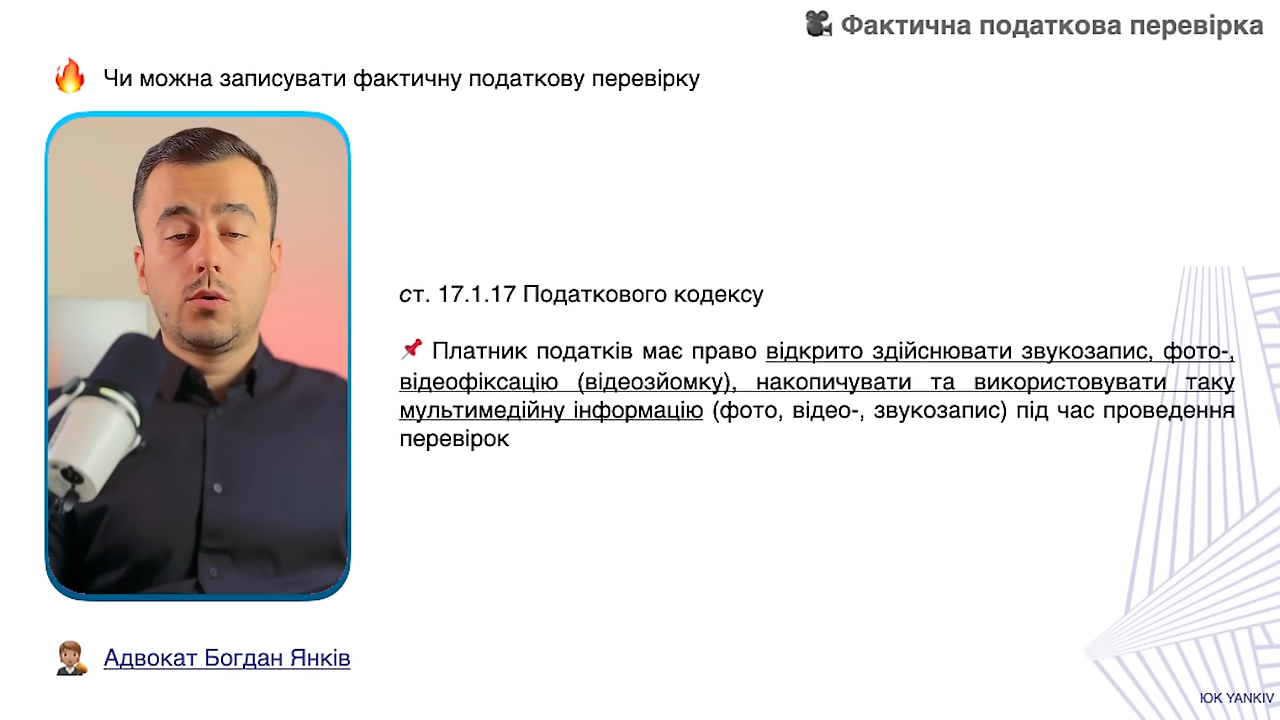 Фактична податкова перевірка
Чи можна записувати фактичну податкову перевірку
ст. 17.1.17 Податкового кодексу
Платник податків має право відкрито здійснювати звукозапис, фото-,
відеофіксацію (відеозйомку), накопичувати та використовувати таку
мультимедійну інформацію (фото, відео-, звукозапис) під час проведення
перевірок
Адвокат Богдан Янків
ЮК YANKIV